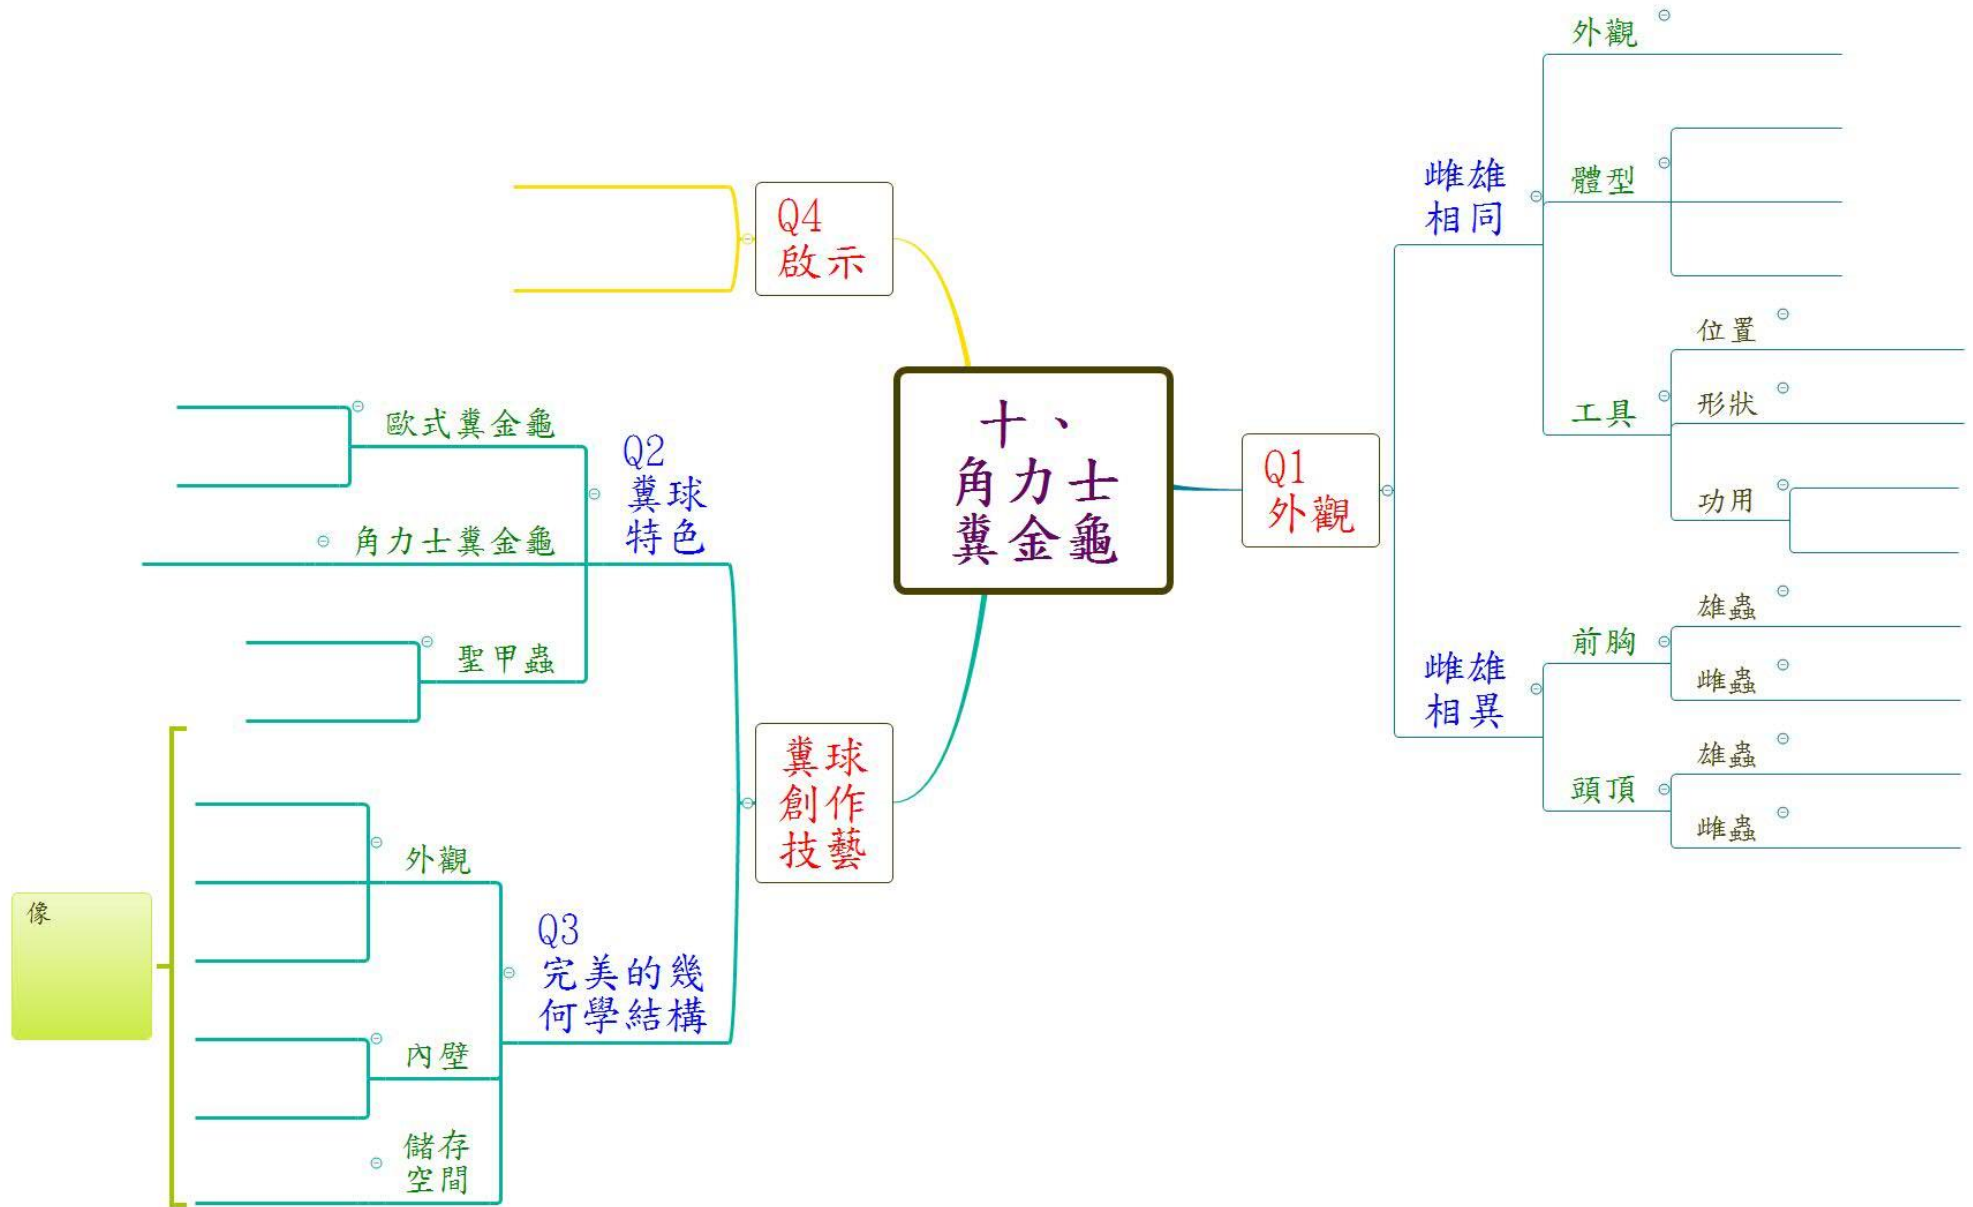 十、
角力士
糞金龜
Q1
外觀
雌雄
相同
外觀
體型
工具
位置
形狀
功用
雌雄
相異
前胸
雄蟲
雌蟲
頭頂
雄蟲
雌蟲
糞球
創作
技藝
Q2
糞球
特色
歐式糞金龜
角力士糞金龜
聖甲蟲
Q3
完美的幾
何學結構
外觀
內壁
儲存
空間
像
Q4
啟示